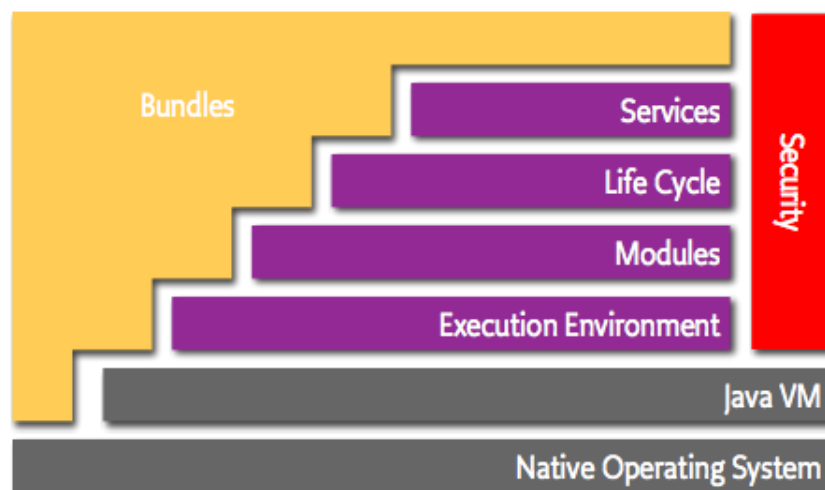 Bundles
Services
Life Cycle
Modules
Execution Environment
Java VM
Native Operating System
Security